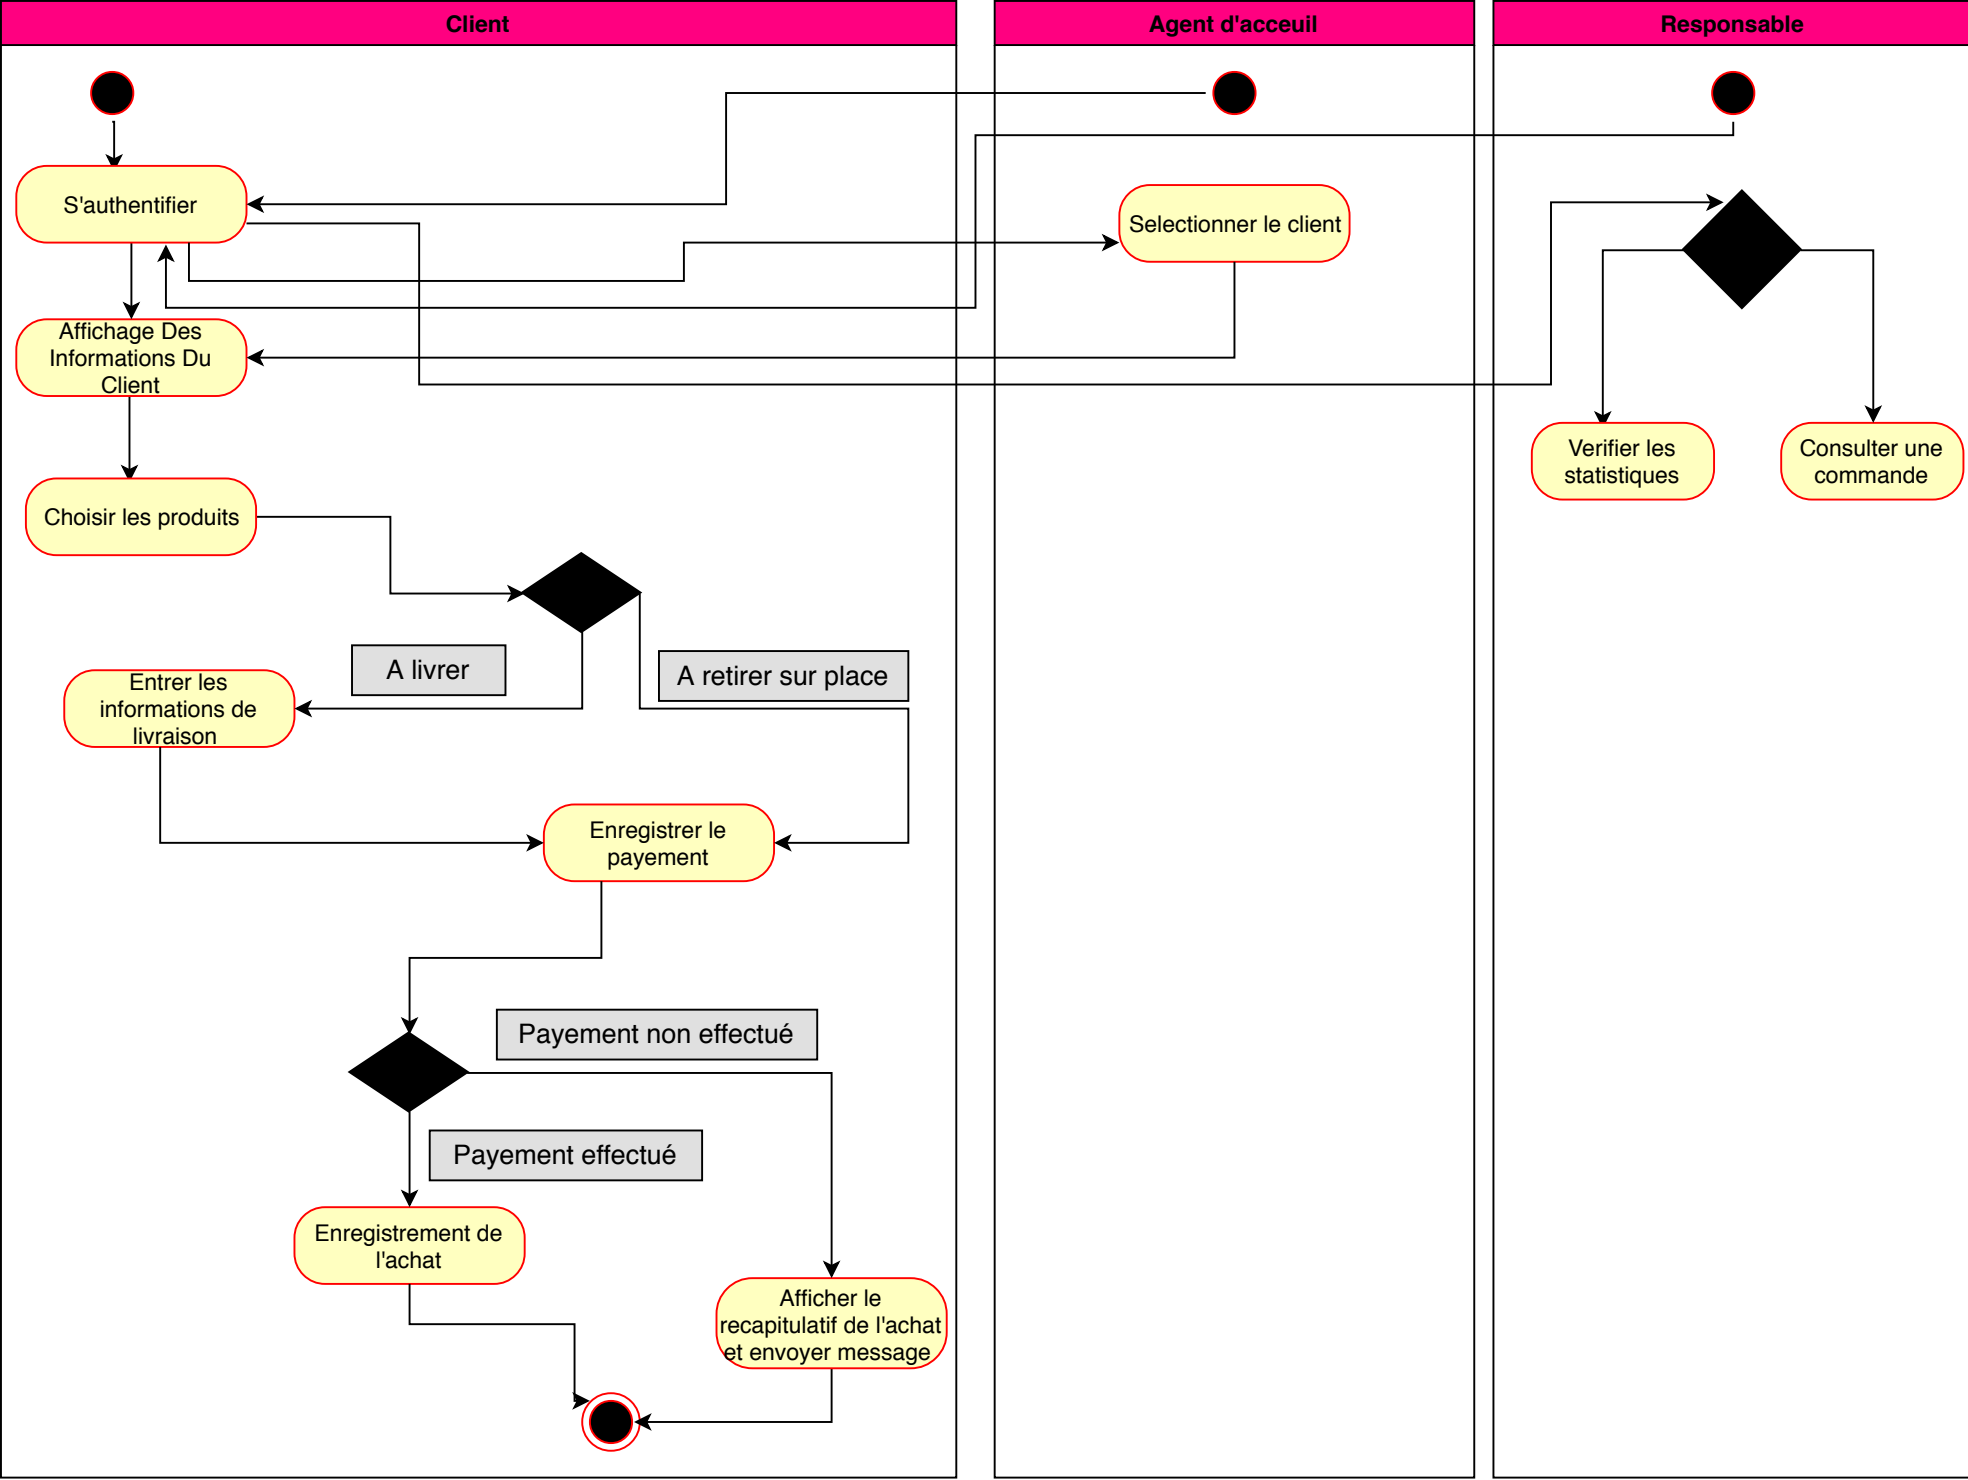 Client
Agent d'acceuil
Responsable
S'authentifier
Selectionner le client
Affichage Des
Informations Du
Client
Verifier les
statistiques
Consulter une
commande
Choisir les produits
A livrer
A retirer sur place
Entrer les
informations de
livraison
Enregistrer le
payement
Payement non effectué
Payement effectué
Enregistrement de
l'achat
Afficher le
recapitulatif de l'achat
et envoyer message